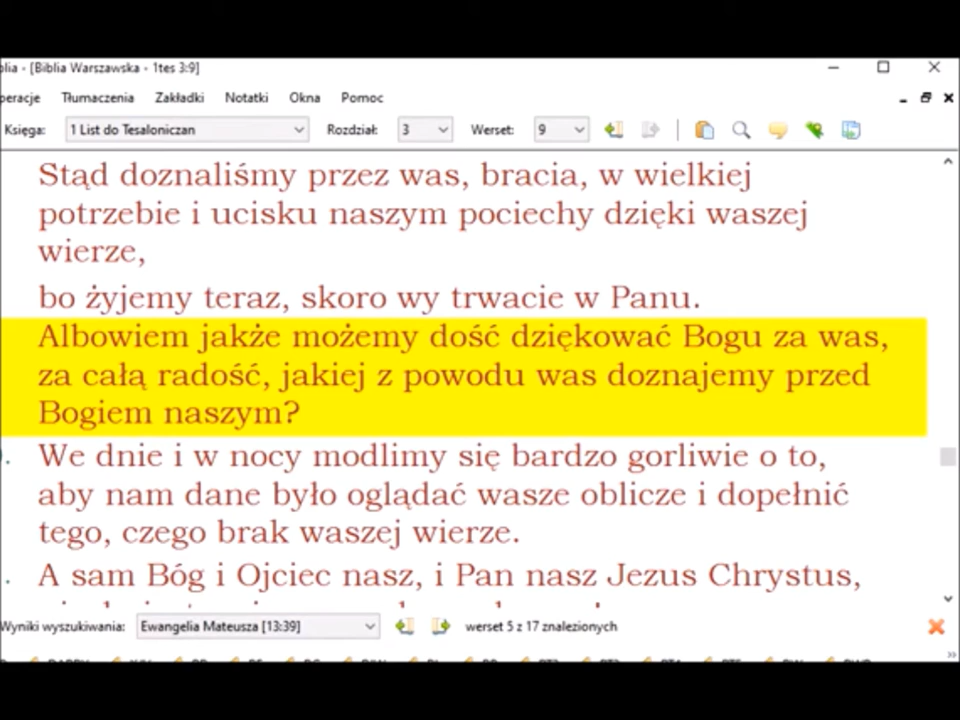 blia - [Biblia Warszawska - 1tes 3:9]
peracje Tłumaczenia Zakładki Notatki Okna Pomoc
Księga: 1 List do Tesaloniczan Rozdział: 3 Werset: 9
Stąd doznaliśmy przez was, bracia, w wielkiej
potrzebie i ucisku naszym pociechy dzięki waszej
wierze,
bo żyjemy teraz, skoro wy trwacie w Panu.
Albowiem jakże możemy dość dziękować Bogu za was,
za całą radość, jakiej z powodu was doznajemy przed
Bogiem naszym?
We dnie i w nocy modlimy się bardzo gorliwie o to,
aby nam dane było oglądać wasze oblicze i dopełnić
tego, czego brak waszej wierze.
A sam Bóg i Ojciec nasz, i Pan nasz Jezus Chrystus,
Wyniki wyszukiwania: Ewangelia Mateusza [13:39] werset 5 z 17 znalezionych